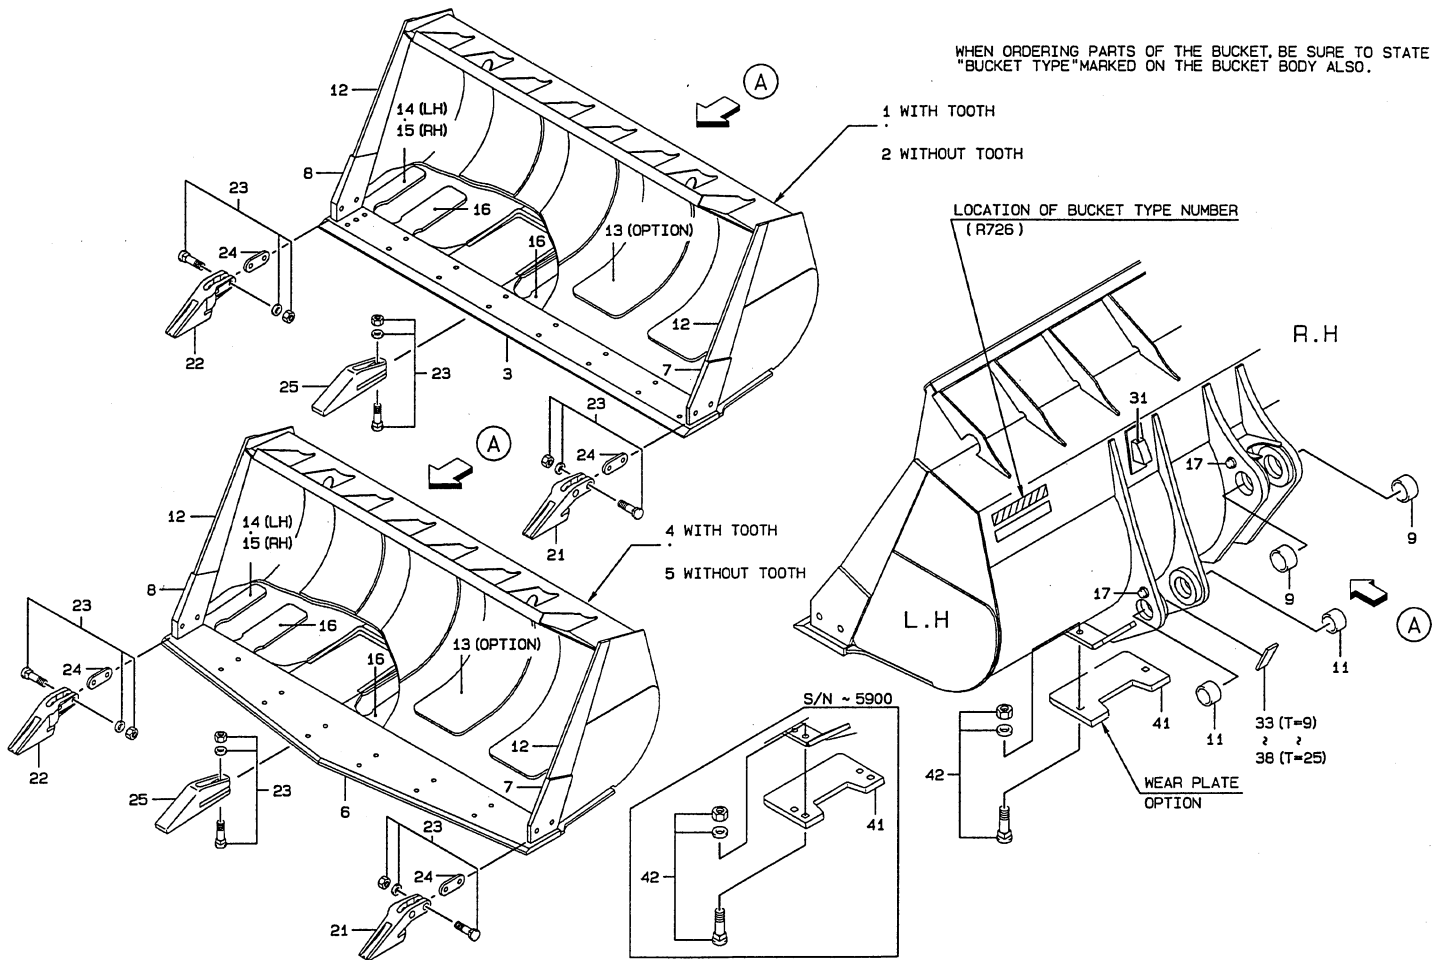 WHEN ORDERING PARTS OF THE BUCKET, BE SURE TO STATE
"BUCKET TYPE" MARKED ON THE BUCKET BODY ALSO.
A
12
14 (LH)
15 (RH)
1 WITH TOOTH
2 WITHOUT TOOTH
8
23
16
24
16
13 (OPTION)
LOCATION OF BUCKET TYPE NUMBER
(R726)
22
12
R.H
25
23
3
7
31
23
A
24
17
9
12
14 (LH)
15 (RH)
21
4 WITH TOOTH
5 WITHOUT TOOTH
8
23
16
17
9
A
24
16
13 (OPTION)
L.H
11
S/N ~ 5900
41
11
33 (T=9)
~ ~
38 (T=25)
22
12
7
25
23
6
42
WEAR PLATE
OPTION
23
41
24
42
21